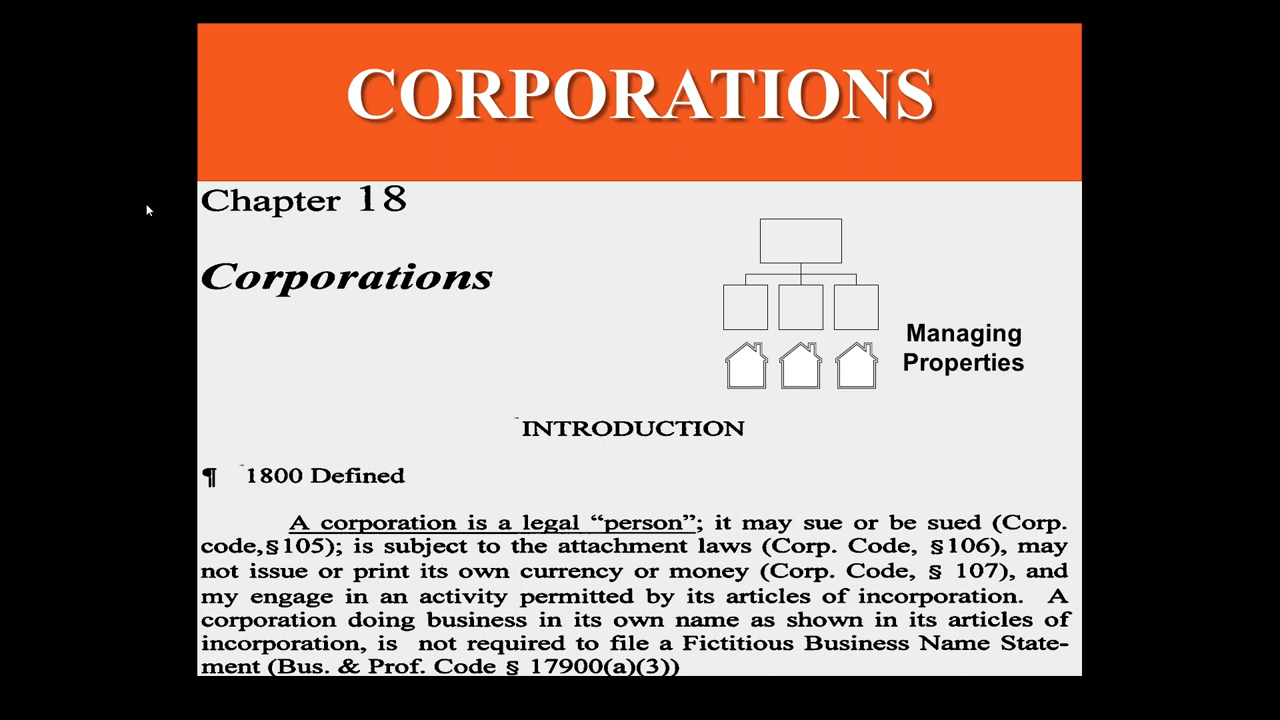 CORPORATIONS
Chapter 18
Corporations
Managing
Properties
INTRODUCTION
¶ 1800 Defined
A corporation is a legal “person”; it may sue or be sued (Corp.
code,§105); is subject to the attachment laws (Corp. Code, §106), may
not issue or print its own currency or money (Corp. Code, § 107), and
my engage in an activity permitted by its articles of incorporation. A
corporation doing business in its own name as shown in its articles of
incorporation, is not required to file a Fictitious Business Name State-
ment (Bus. & Prof. Code § 17900(a)(3))